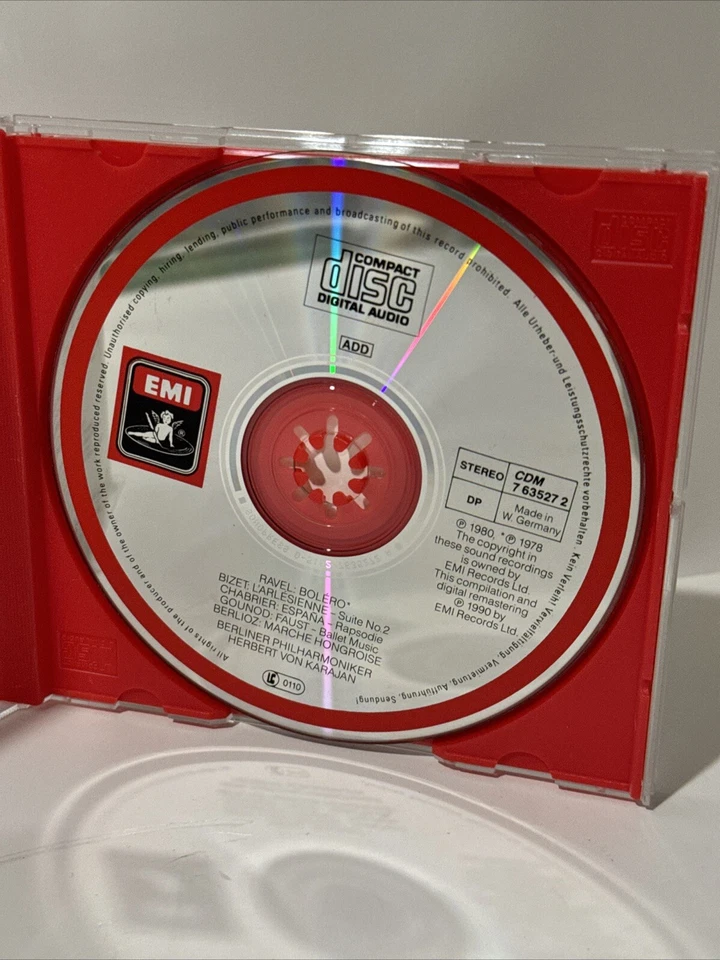 Unauthorised copying, hiring, lending, public performance and broadcasting of this record prohibited. Alle Urheber-und Leistungsschutzrechte vorbehalten. Kein Verleih! Vervielfältigung, Vermietung, Aufführung, Sendung!
All rights of the producer and of the owner of the work reproduced reserved.
COMPACT
disc
DIGITAL AUDIO
ADD
EMI
STEREO
CDM
7 63527 2
DP
Made in
W. Germany
℗ 1980, *℗ 1978
The copyright in
these sound recordings
is owned by
EMI Records Ltd.
This compilation and
digital remastering
℗ 1990 by
EMI Records Ltd.
RAVEL: BOLÉRO*
BIZET: L'ARLÉSIENNE – Suite No.2
CHABRIER: ESPAÑA – Rapsodie
GOUNOD: FAUST – Ballet Music
BERLIOZ: MARCHE HONGROISE
BERLINER PHILHARMONIKER
HERBERT VON KARAJAN
LC 0110